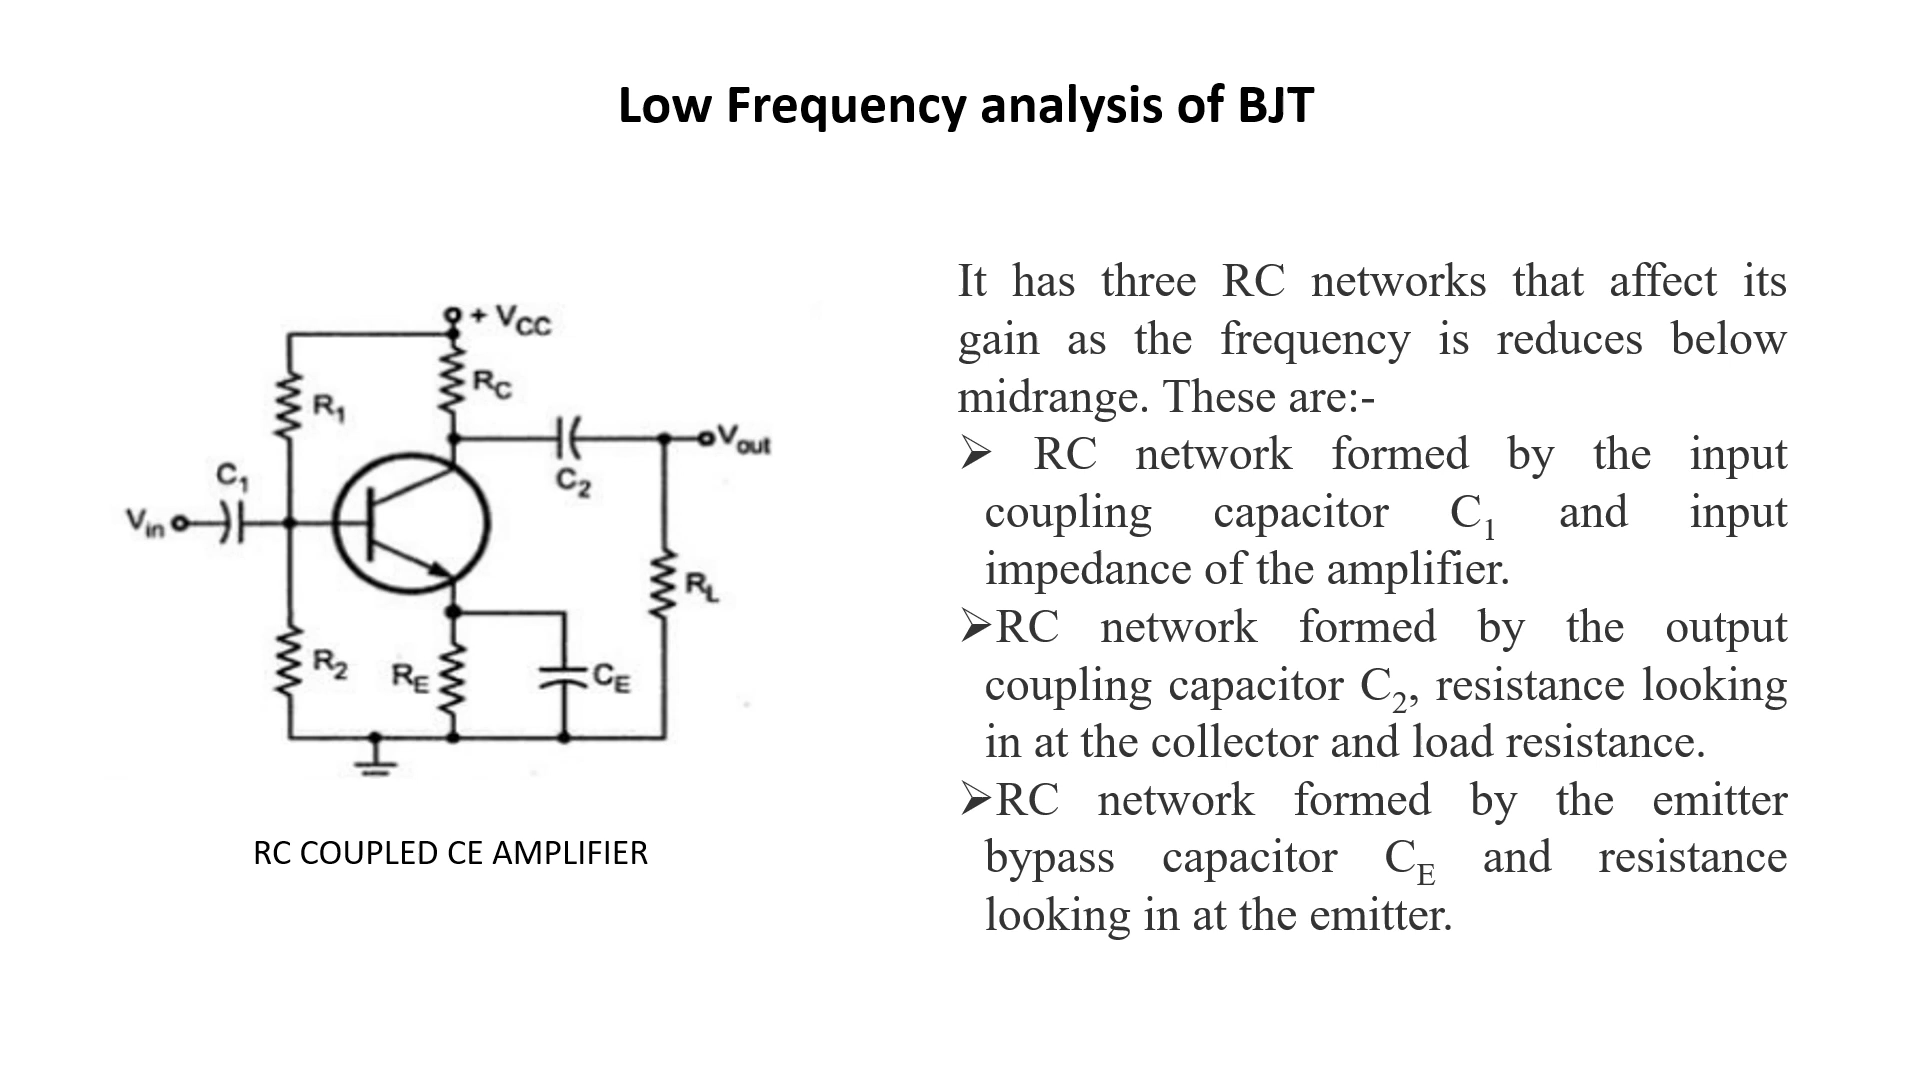 Low Frequency analysis of BJT
+ VCC
RC
R1
Vout
C2
C1
Vin
RL
R2
RE
CE
RC COUPLED CE AMPLIFIER
It has three RC networks that affect its
gain as the frequency is reduces below
midrange. These are:-
➢ RC network formed by the input
coupling capacitor C1 and input
impedance of the amplifier.
➢RC network formed by the output
coupling capacitor C2, resistance looking
in at the collector and load resistance.
➢RC network formed by the emitter
bypass capacitor CE and resistance
looking in at the emitter.